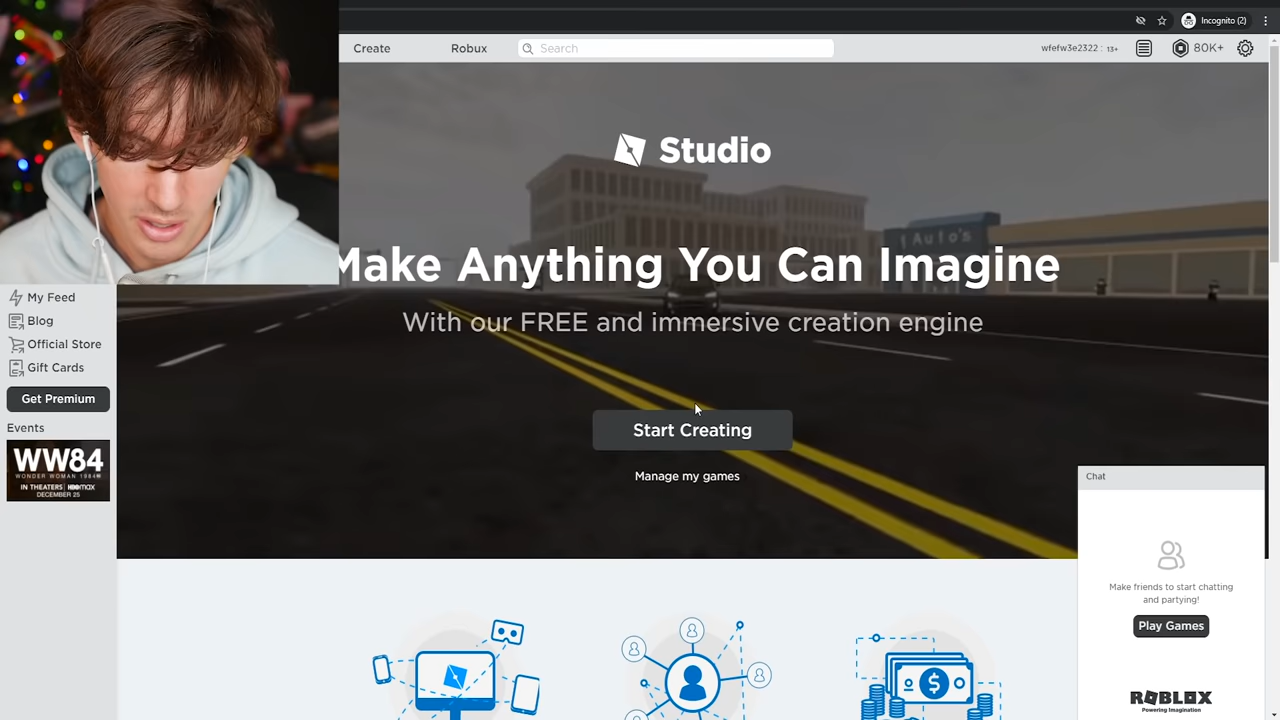 Incognito (2)
Create
Robux
Search
wfefw3e2322 : 13+
80K+
Studio
Auto's
Make Anything You Can Imagine
With our FREE and immersive creation engine
Start Creating
Manage my games
My Feed
Blog
Official Store
Gift Cards
Get Premium
Events
WW84
WONDER WOMAN 1984
IN THEATERS HBOmax
DECEMBER 25
Chat
Make friends to start chatting
and partying!
Play Games
ROBLOX
Powering Imagination